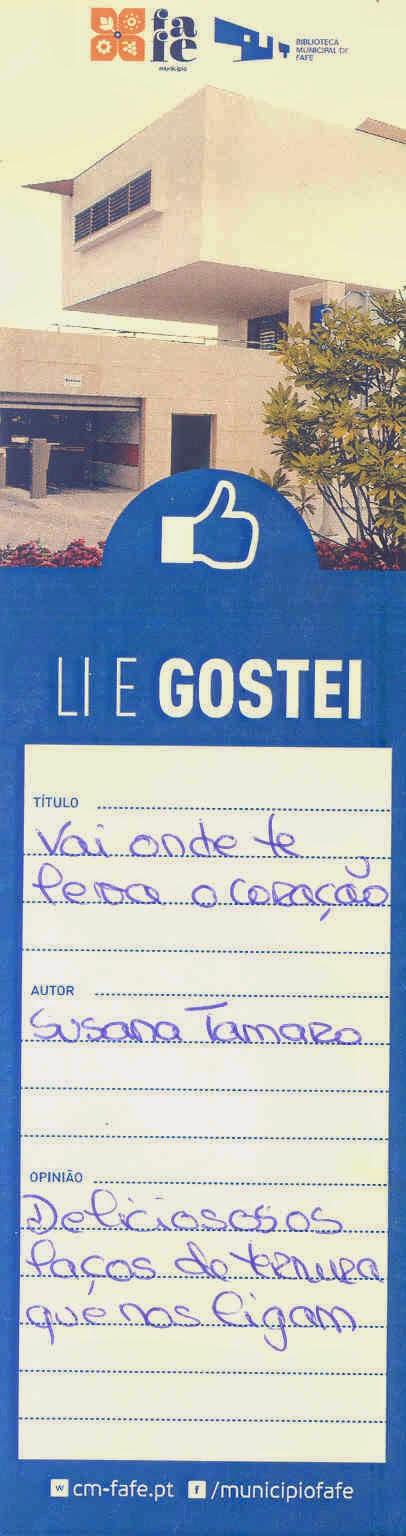 fa
fe
município
BIBLIOTECA
MUNICIPAL DE
FAFE
LI E GOSTEI
TÍTULO
Vai onde te
leva o coração
AUTOR
Susana Tamaro
OPINIÃO
Deliciosos os
laços de ternura
que nos ligam
w cm-fafe.pt f /municipiofafe